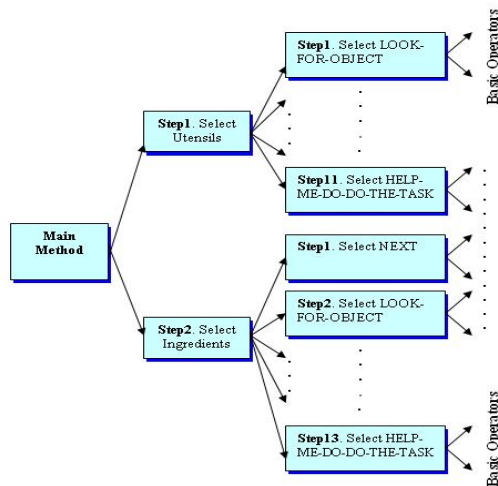 Main
Method
Step1. Select
Utensils
Step2. Select
Ingredients
Step1. Select LOOK-
FOR-OBJECT
Step11. Select HELP-
ME-DO-DO-THE-TASK
Step1. Select NEXT
Step2. Select LOOK-
FOR-OBJECT
Step13. Select HELP-
ME-DO-DO-THE-TASK
Basic Operators
Basic Operators